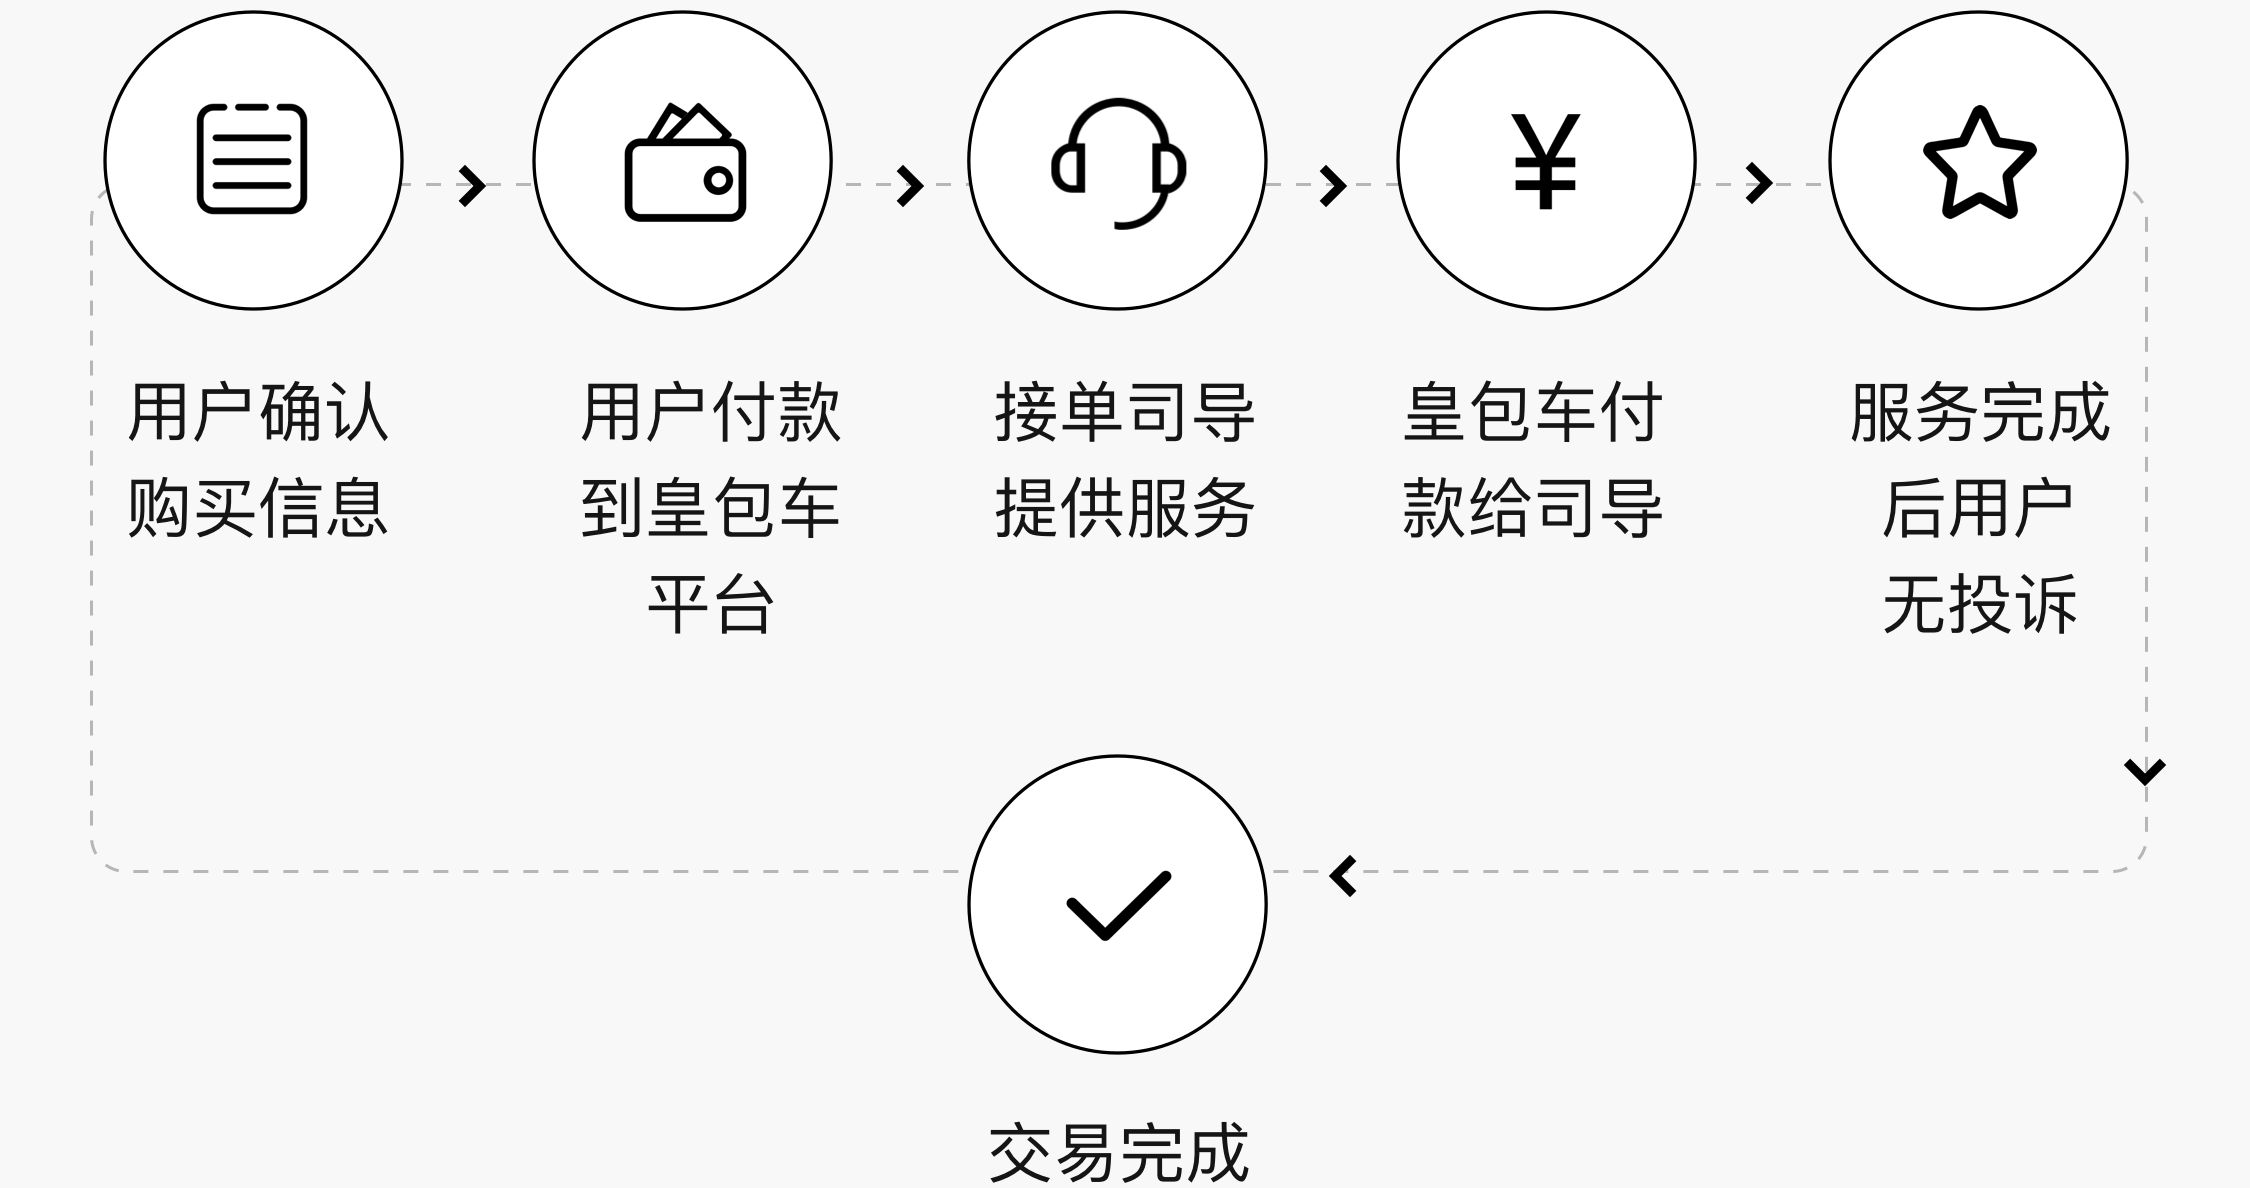 ¥
用户确认
购买信息
用户付款
到皇包车
平台
接单司导
提供服务
皇包车付
款给司导
服务完成
后用户
无投诉
交易完成